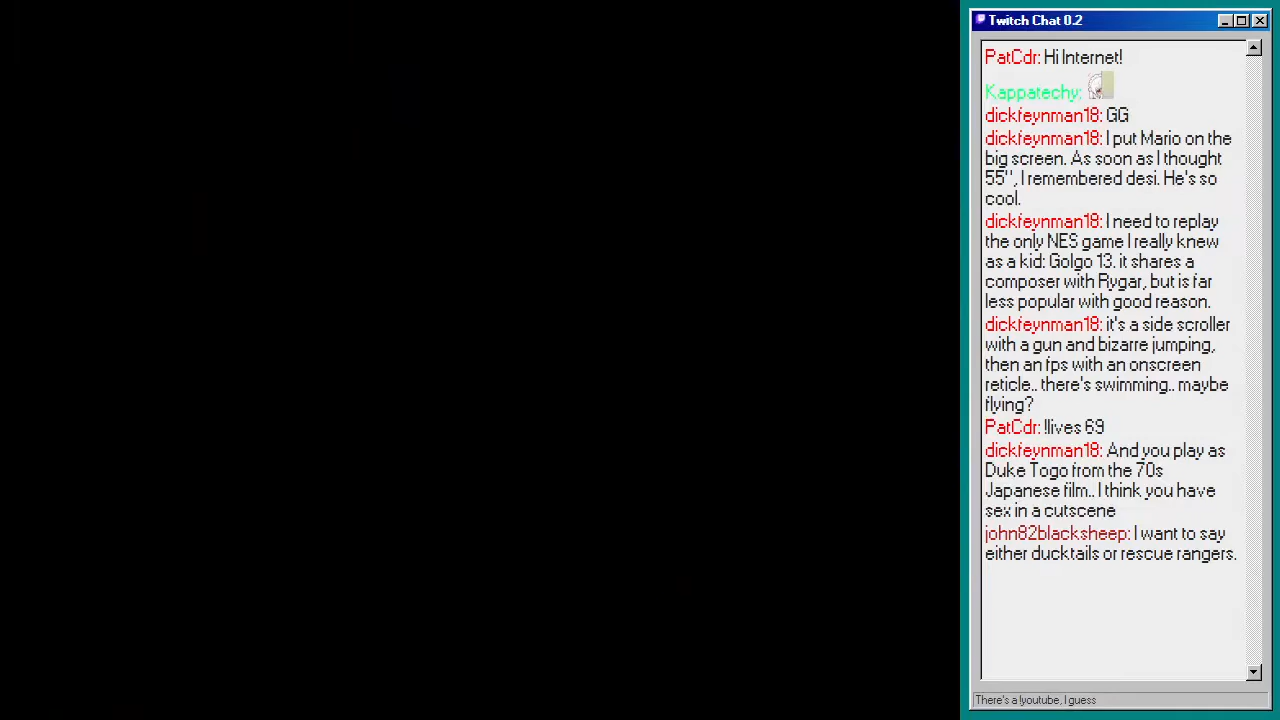 Twitch Chat 0.2
PatCdr: Hi Internet!
Kappatechy:
dickfeynman18: GG
dickfeynman18: I put Mario on the
big screen. As soon as I thought
55", I remembered desi. He's so
cool.
dickfeynman18: I need to replay
the only NES game I really knew
as a kid: Golgo 13. it shares a
composer with Rygar, but is far
less popular with good reason.
dickfeynman18: it's a side scroller
with a gun and bizarre jumping,
then an fps with an onscreen
reticle.. there's swimming.. maybe
flying?
PatCdr: !lives 69
dickfeynman18: And you play as
Duke Togo from the 70s
Japanese film.. I think you have
sex in a cutscene
john82blacksheep: I want to say
either ducktails or rescue rangers.
There's a !youtube, I guess